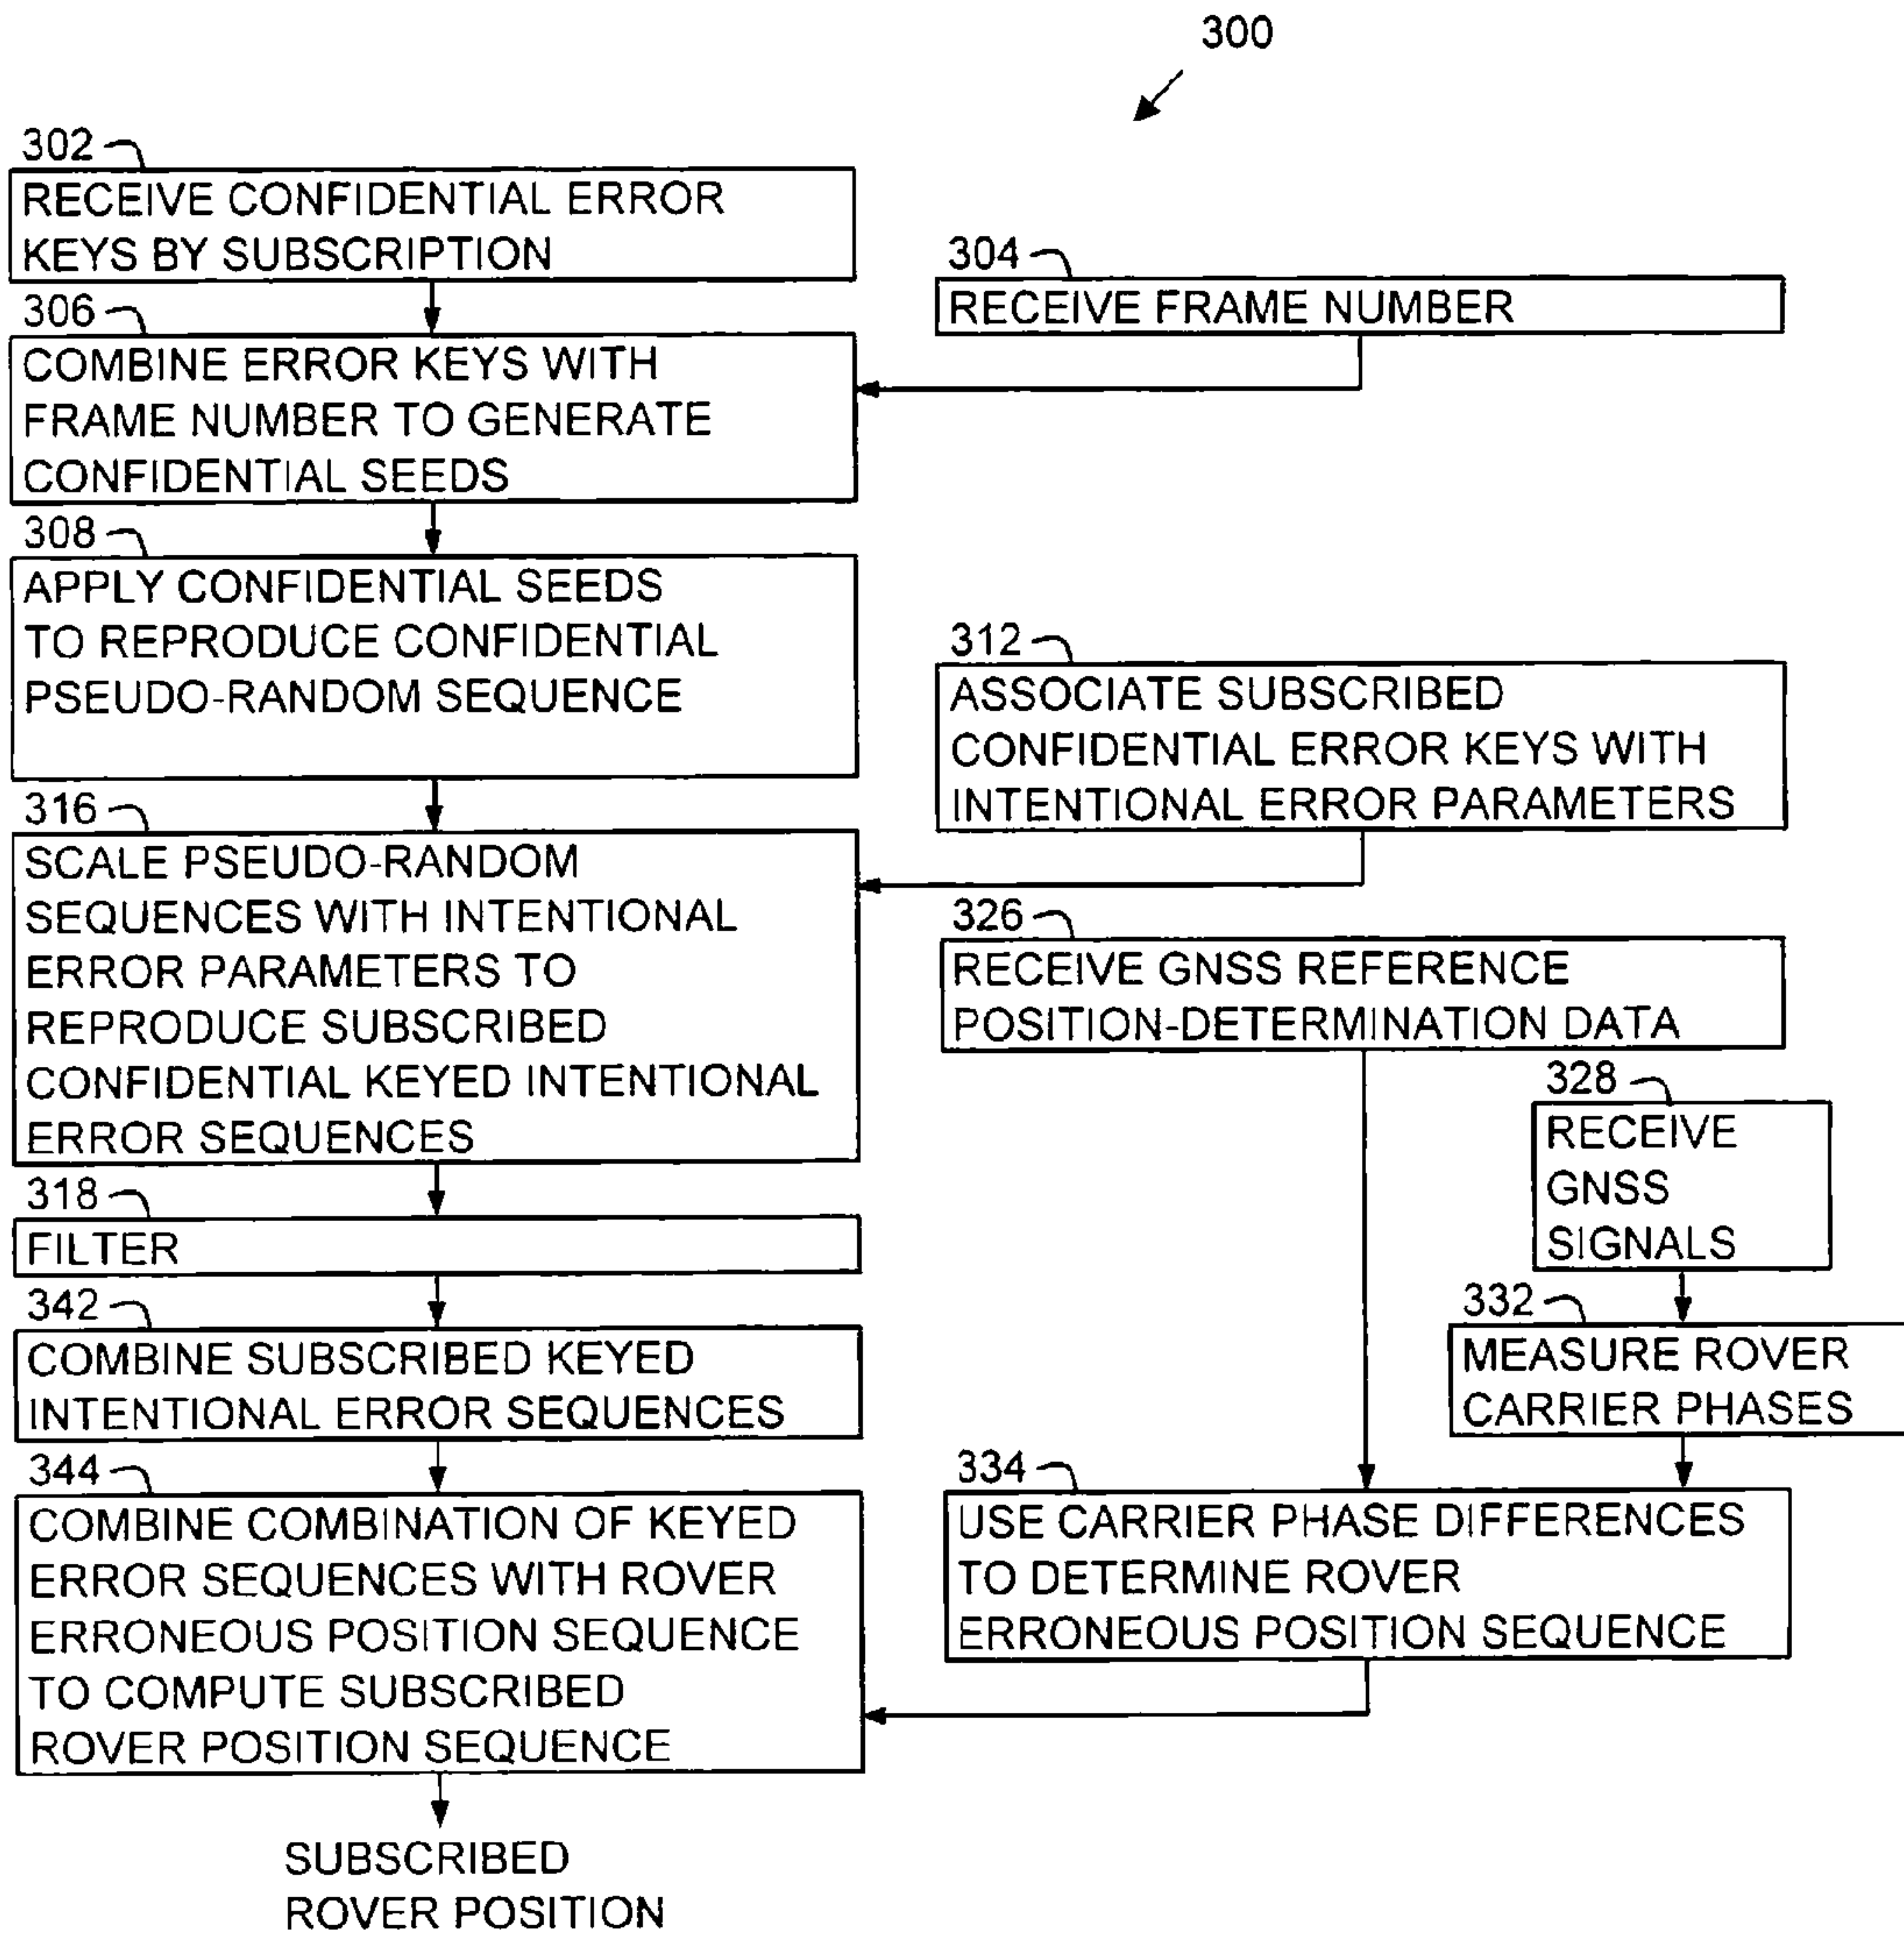 300
302
RECEIVE CONFIDENTIAL ERROR
KEYS BY SUBSCRIPTION
304
RECEIVE FRAME NUMBER
306
COMBINE ERROR KEYS WITH
FRAME NUMBER TO GENERATE
CONFIDENTIAL SEEDS
308
APPLY CONFIDENTIAL SEEDS
TO REPRODUCE CONFIDENTIAL
PSEUDO-RANDOM SEQUENCE
312
ASSOCIATE SUBSCRIBED
CONFIDENTIAL ERROR KEYS WITH
INTENTIONAL ERROR PARAMETERS
316
SCALE PSEUDO-RANDOM
SEQUENCES WITH INTENTIONAL
ERROR PARAMETERS TO
REPRODUCE SUBSCRIBED
CONFIDENTIAL KEYED INTENTIONAL
ERROR SEQUENCES
326
RECEIVE GNSS REFERENCE
POSITION-DETERMINATION DATA
328
RECEIVE
GNSS
SIGNALS
318
FILTER
332
MEASURE ROVER
CARRIER PHASES
342
COMBINE SUBSCRIBED KEYED
INTENTIONAL ERROR SEQUENCES
334
USE CARRIER PHASE DIFFERENCES
TO DETERMINE ROVER
ERRONEOUS POSITION SEQUENCE
344
COMBINE COMBINATION OF KEYED
ERROR SEQUENCES WITH ROVER
ERRONEOUS POSITION SEQUENCE
TO COMPUTE SUBSCRIBED
ROVER POSITION SEQUENCE
SUBSCRIBED
ROVER POSITION